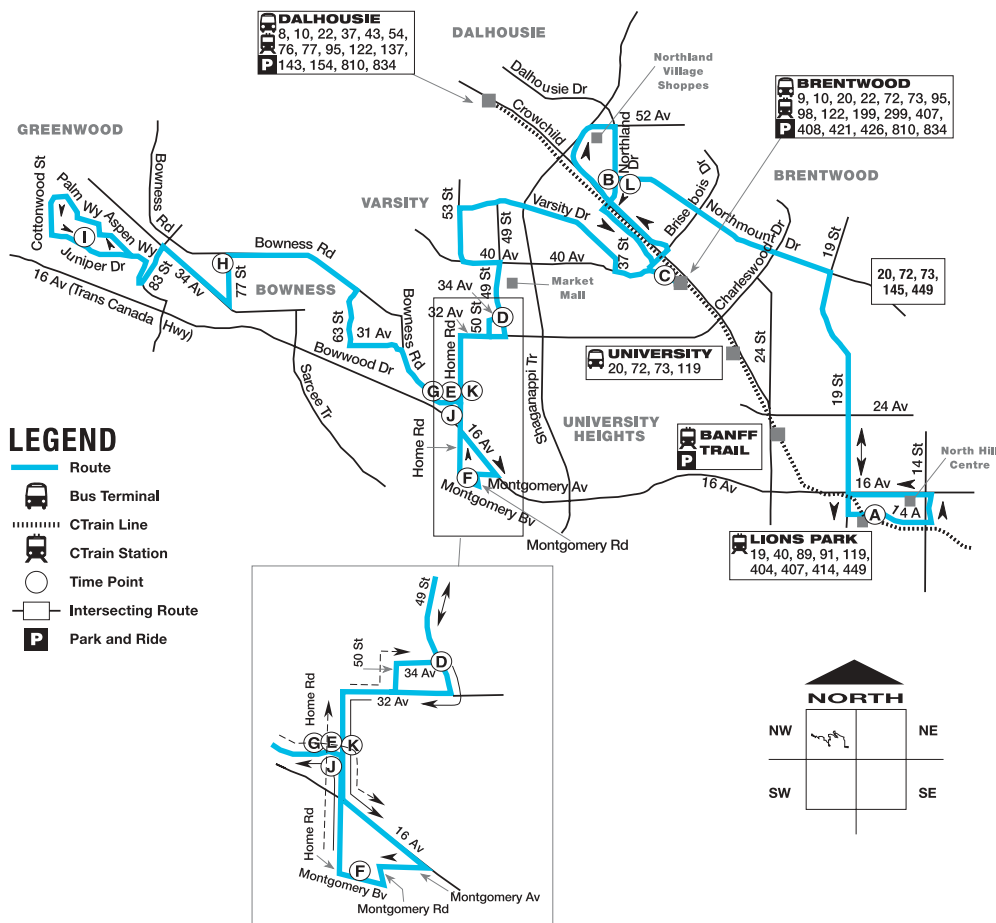 DALHOUSIE
8, 10, 22, 37, 43, 54,
76, 77, 95, 122, 137,
P
143, 154, 810, 834
DALHOUSIE
Northland
Village
Shoppes
BRENTWOOD
9, 10, 20, 22, 72, 73, 95,
98, 122, 199, 299, 407,
P
408, 421, 426, 810, 834
Dalhousie Dr
Crowchild
52 Av
Northland Dr
GREENWOOD
Cottonwood St
Palm Wy
Aspen Wy
Bowness Rd
I
Juniper Dr
83 St
34 Av
H
77 St
Bowness Rd
BOWNESS
16 Av (Trans Canada Hwy)
VARSITY
53 St
49 St
Varsity Dr
B
L
Brisebois Dr
BRENTWOOD
Northmount Dr
19 St
37 St
40 Av
40 Av
C
Charleswood Dr
Market
Mall
49 St
34 Av
D
32 Av
50 St
20, 72, 73,
145, 449
63 St
31 Av
Bowness Rd
Bowwood Dr
Sarcee Tr
Home Rd
G
E
K
J
Home Rd
16 Av
F
Montgomery Av
Montgomery Bv
Montgomery Rd
Shaganappi Tr
UNIVERSITY
20, 72, 73, 119
24 St
19 St
24 Av
UNIVERSITY
HEIGHTS
BANFF
TRAIL
P
16 Av
16 Av
14 St
North Hill
Centre
A
14 A
LIONS PARK
19, 40, 89, 91, 119,
404, 407, 414, 449
LEGEND
Route
Bus Terminal
CTrain Line
CTrain Station
Time Point
Intersecting Route
P
Park and Ride
49 St
50 St
D
34 Av
32 Av
Home Rd
G
E
K
J
Home Rd
16 Av
F
Montgomery Bv
Montgomery Av
Montgomery Rd
NORTH
NW
NE
SW
SE